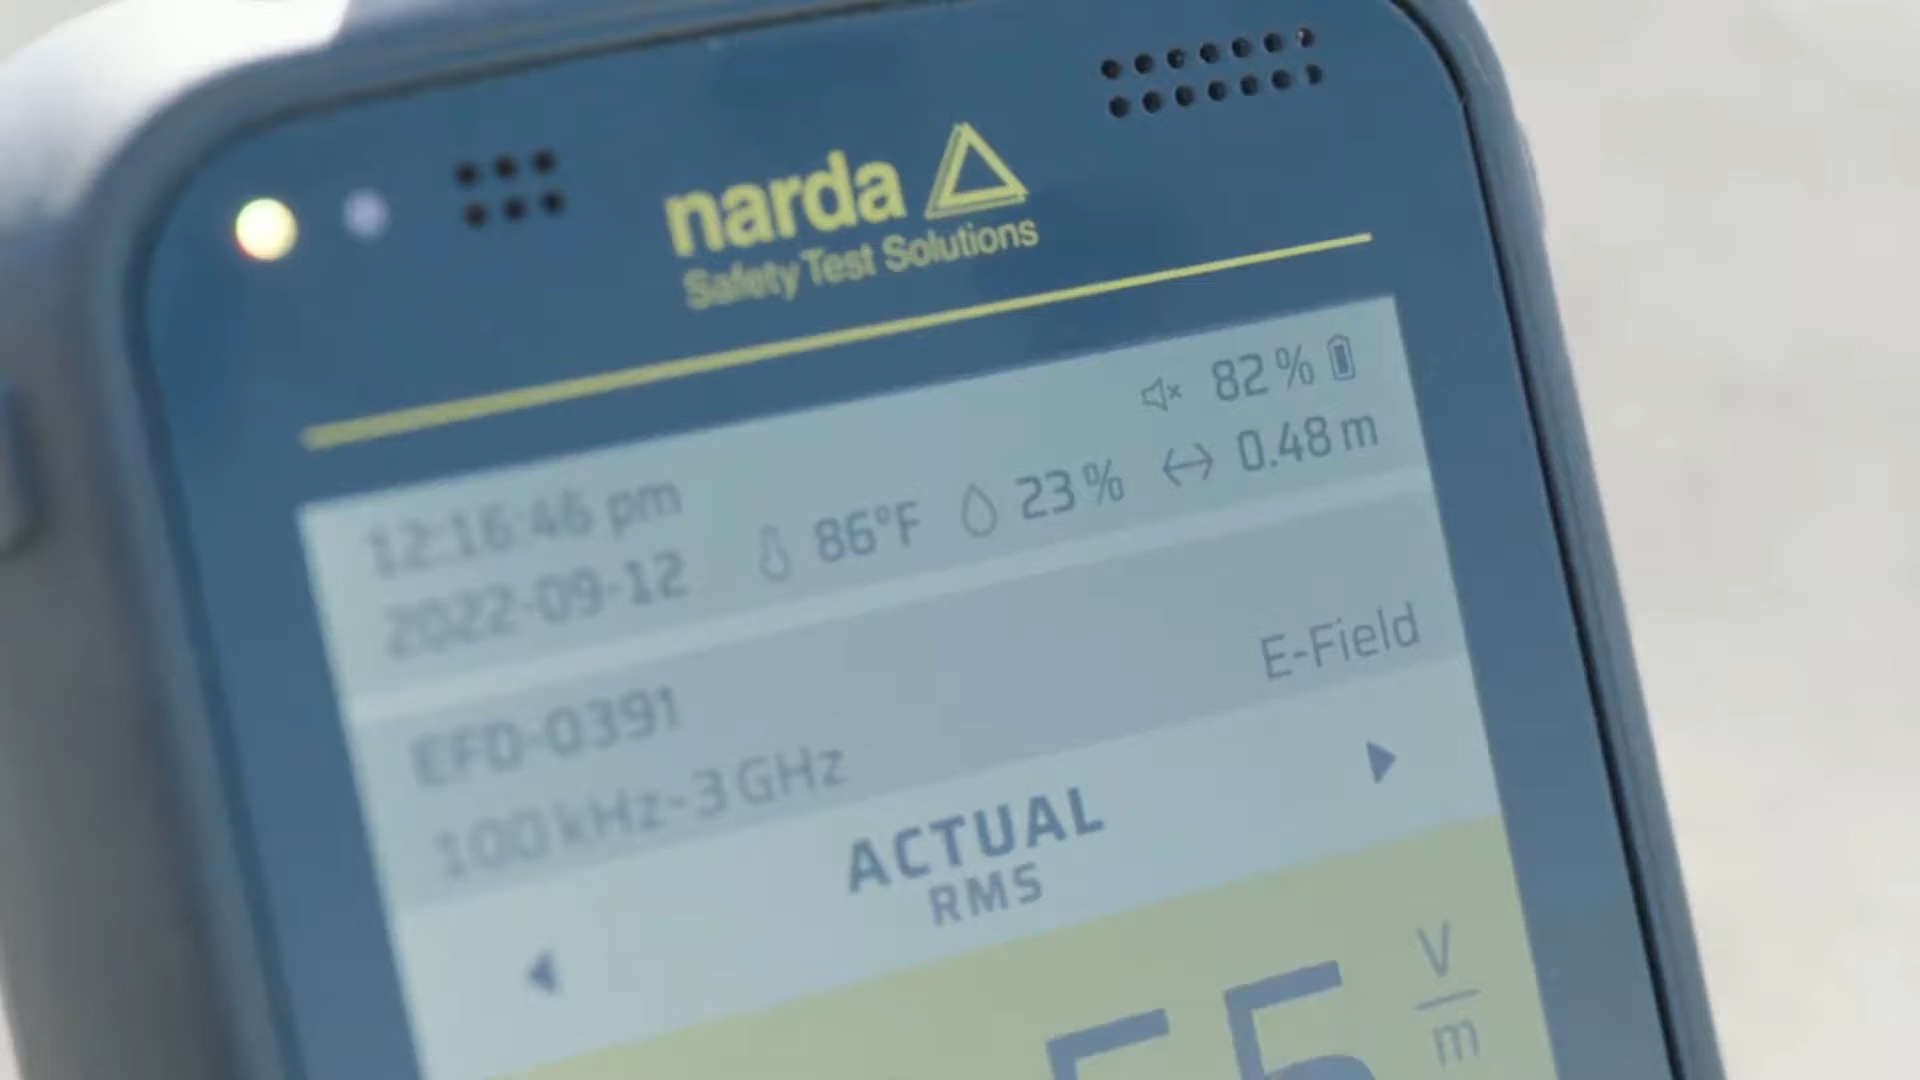 narda
Safety Test Solutions
82 %
12:16:46 pm
2022-09-12 86°F 23 % 0.48 m
EFD-0391 E-Field
100 kHz-3 GHz
ACTUAL
RMS
V
m